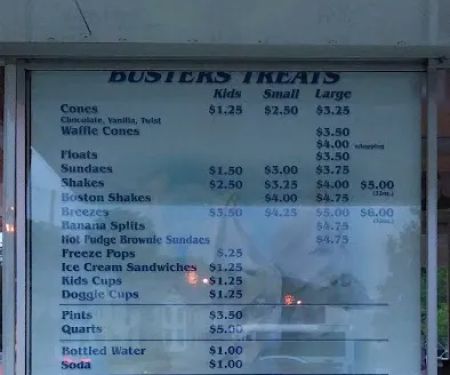 BUSTERS TREATS
Kids Small Large
Cones $1.25 $2.50 $3.25
Chocolate, Vanilla, Twist
Waffle Cones $3.50
$4.00 w/topping
Floats $3.50
Sundaes $1.50 $3.00 $3.75
Shakes $2.50 $3.25 $4.00 $5.00
(32oz.)
Boston Shakes $4.00 $4.75
Breezes $3.50 $4.25 $5.00 $6.00
(32oz.)
Banana Splits $4.75
Hot Fudge Brownie Sundaes $4.75
Freeze Pops $.25
Ice Cream Sandwiches $1.25
Kids Cups $1.25
Doggie Cups $1.25
Pints $3.50
Quarts $5.00
Bottled Water $1.00
Soda $1.00